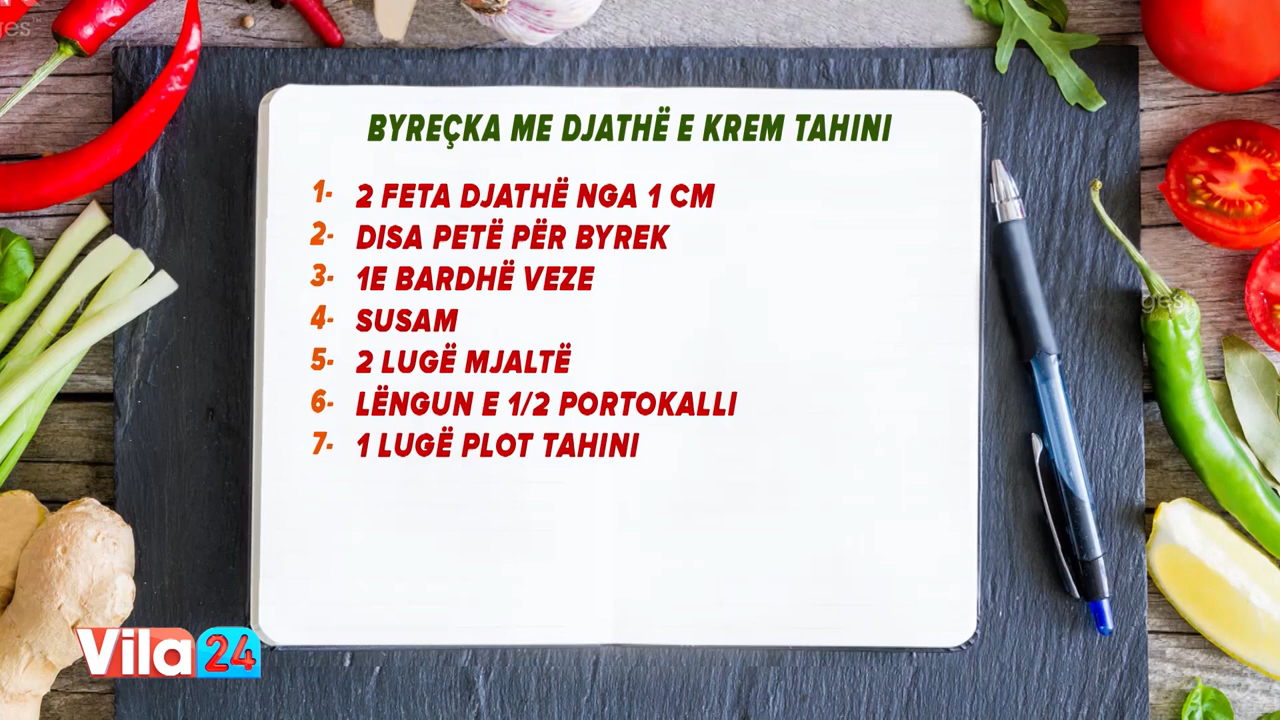 BYREÇKA ME DJATHË E KREM TAHINI
1- 2 FETA DJATHË NGA 1 CM
2- DISA PETË PËR BYREK
3- 1E BARDHË VEZE
4- SUSAM
5- 2 LUGË MJALTË
6- LËNGUN E 1/2 PORTOKALLI
7- 1 LUGË PLOT TAHINI
Vila 24